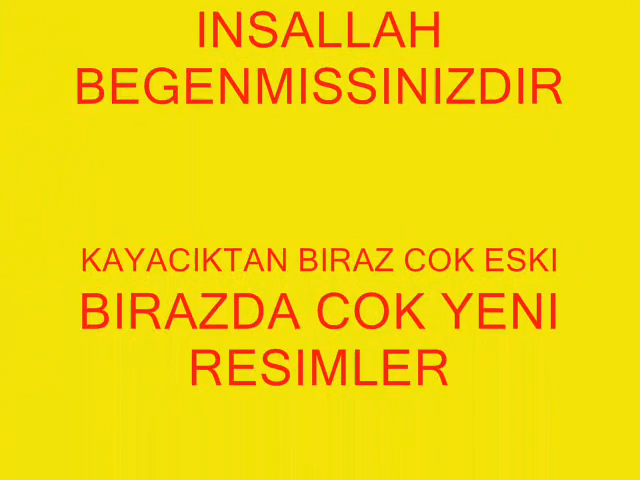 INSALLAH
BEGENMISSINIZDIR
KAYACIKTAN BIRAZ COK ESKI
BIRAZDA COK YENI
RESIMLER